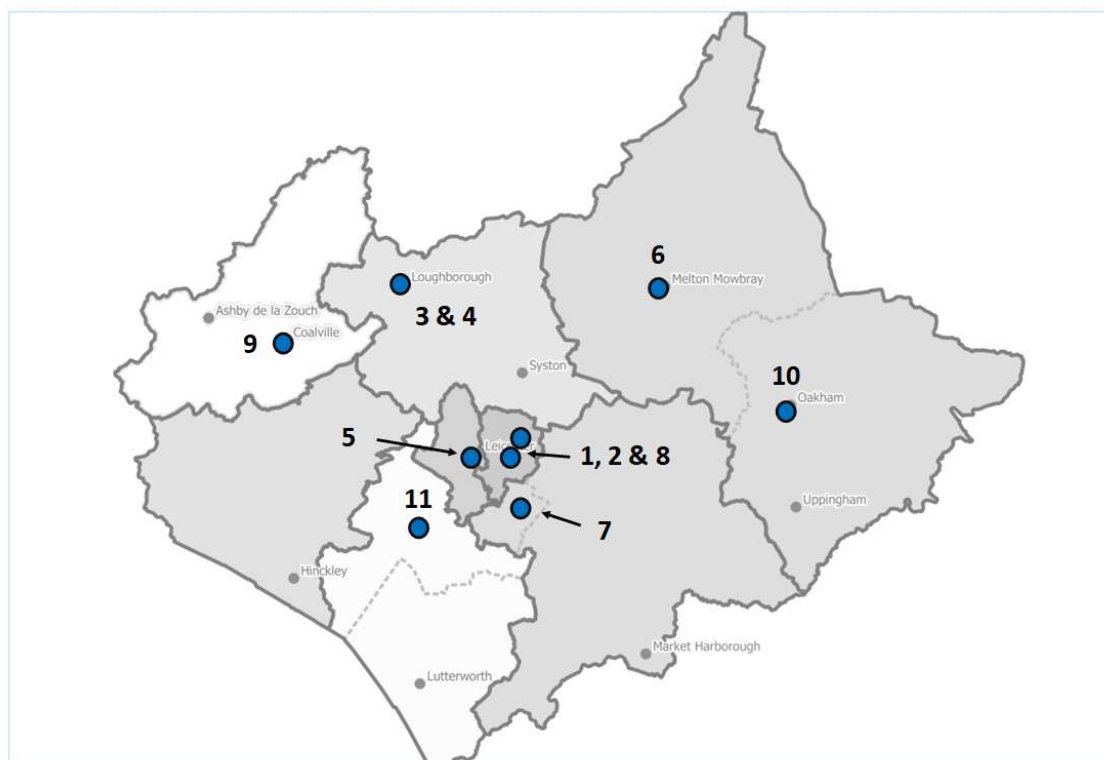 6
Loughborough
Melton Mowbray
3 & 4
Ashby de la Zouch
9
Coalville
Syston
10
Oakham
5
1, 2 & 8
11
7
Uppingham
Hinckley
Market Harborough
Lutterworth